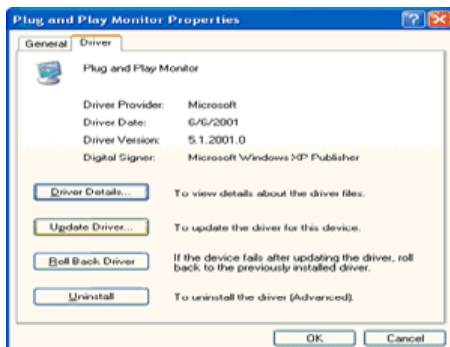 Plug and Play Monitor Properties
General Driver
Plug and Play Monitor
Driver Provider: Microsoft
Driver Date: 6/6/2001
Driver Version: 5.1.2001.0
Digital Signer: Microsoft Windows XP Publisher
Driver Details... To view details about the driver files.
Update Driver... To update the driver for this device.
Roll Back Driver If the device fails after updating the driver, roll
back to the previously installed driver.
Uninstall To uninstall the driver (Advanced).
OK Cancel